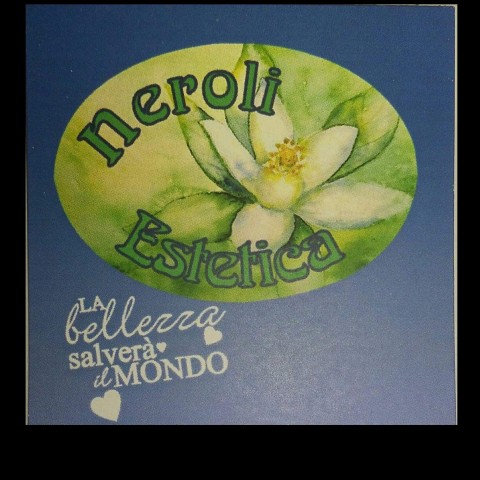 Neroli
Estetica
LA
bellezza
salverà
il MONDO